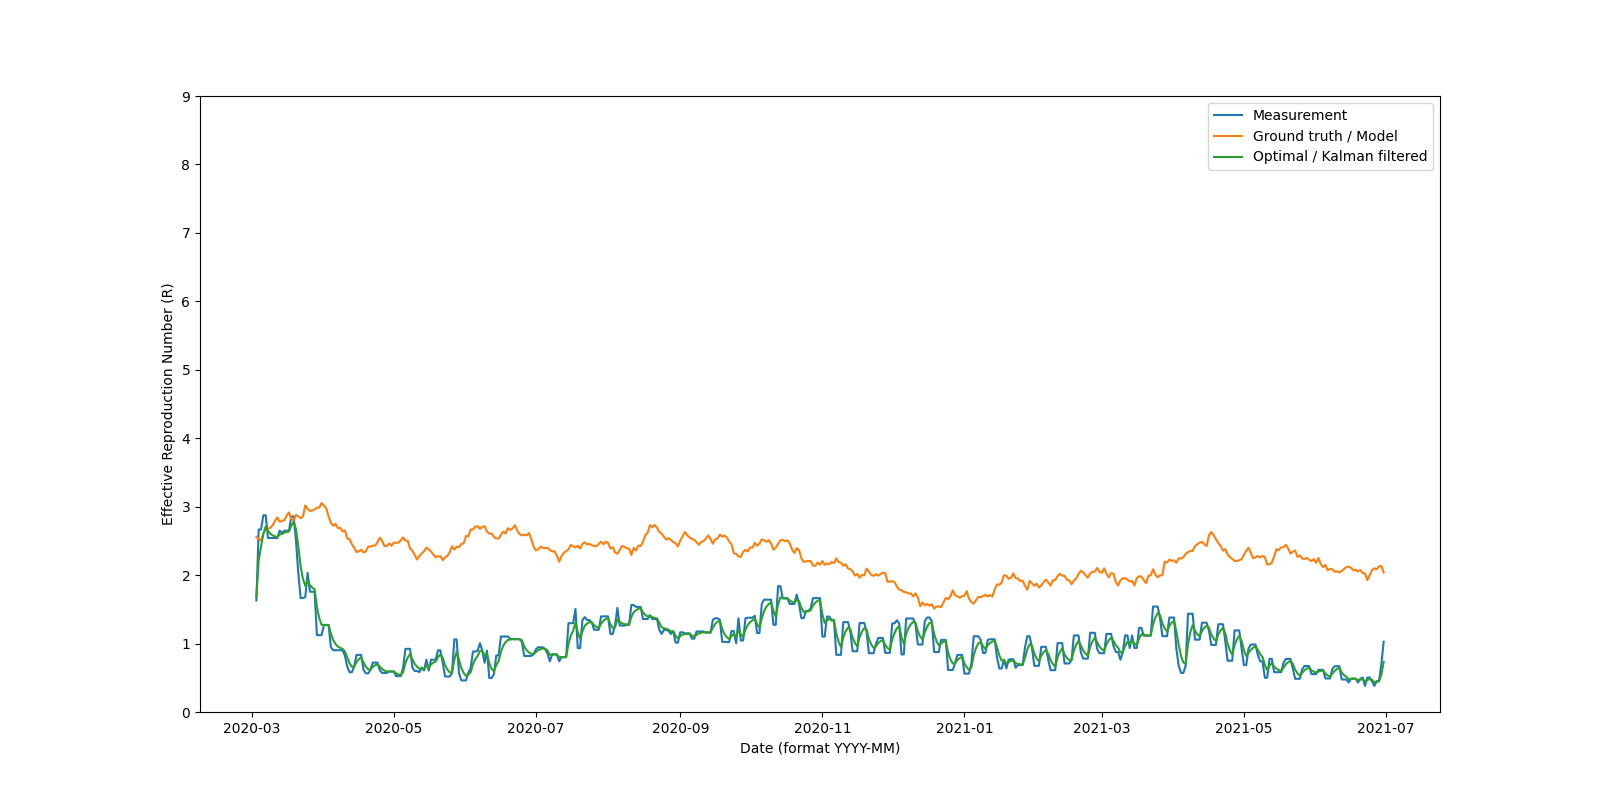 Measurement
Ground truth / Model
Optimal / Kalman filtered
Effective Reproduction Number (R)
9
8
7
6
5
4
3
2
1
0
2020-03 2020-05 2020-07 2020-09 2020-11 2021-01 2021-03 2021-05 2021-07
Date (format YYYY-MM)